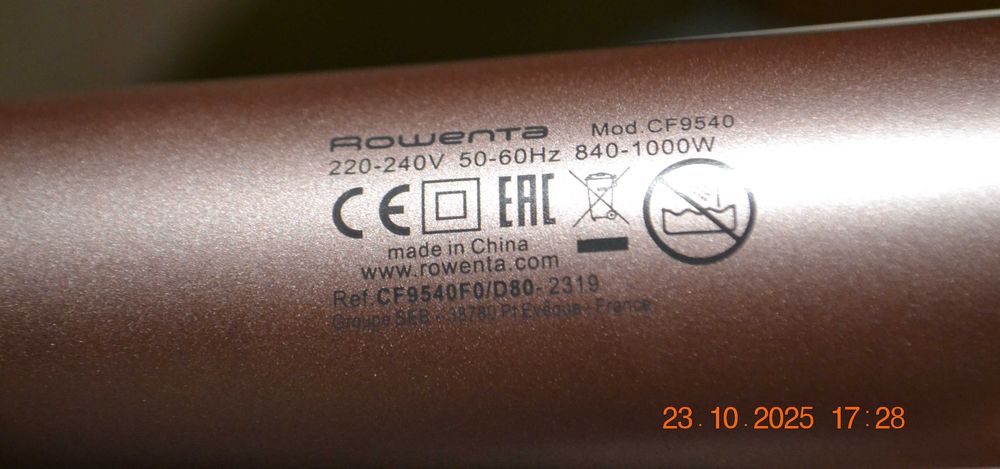 Rowenta Mod.CF9540
220-240V 50-60Hz 840-1000W
CE EAC
made in China
www.rowenta.com
Ref CF9540F0/D80- 2319
Groupe SEB - 38780 Pt Evêque - France
23.10.2025 17:28